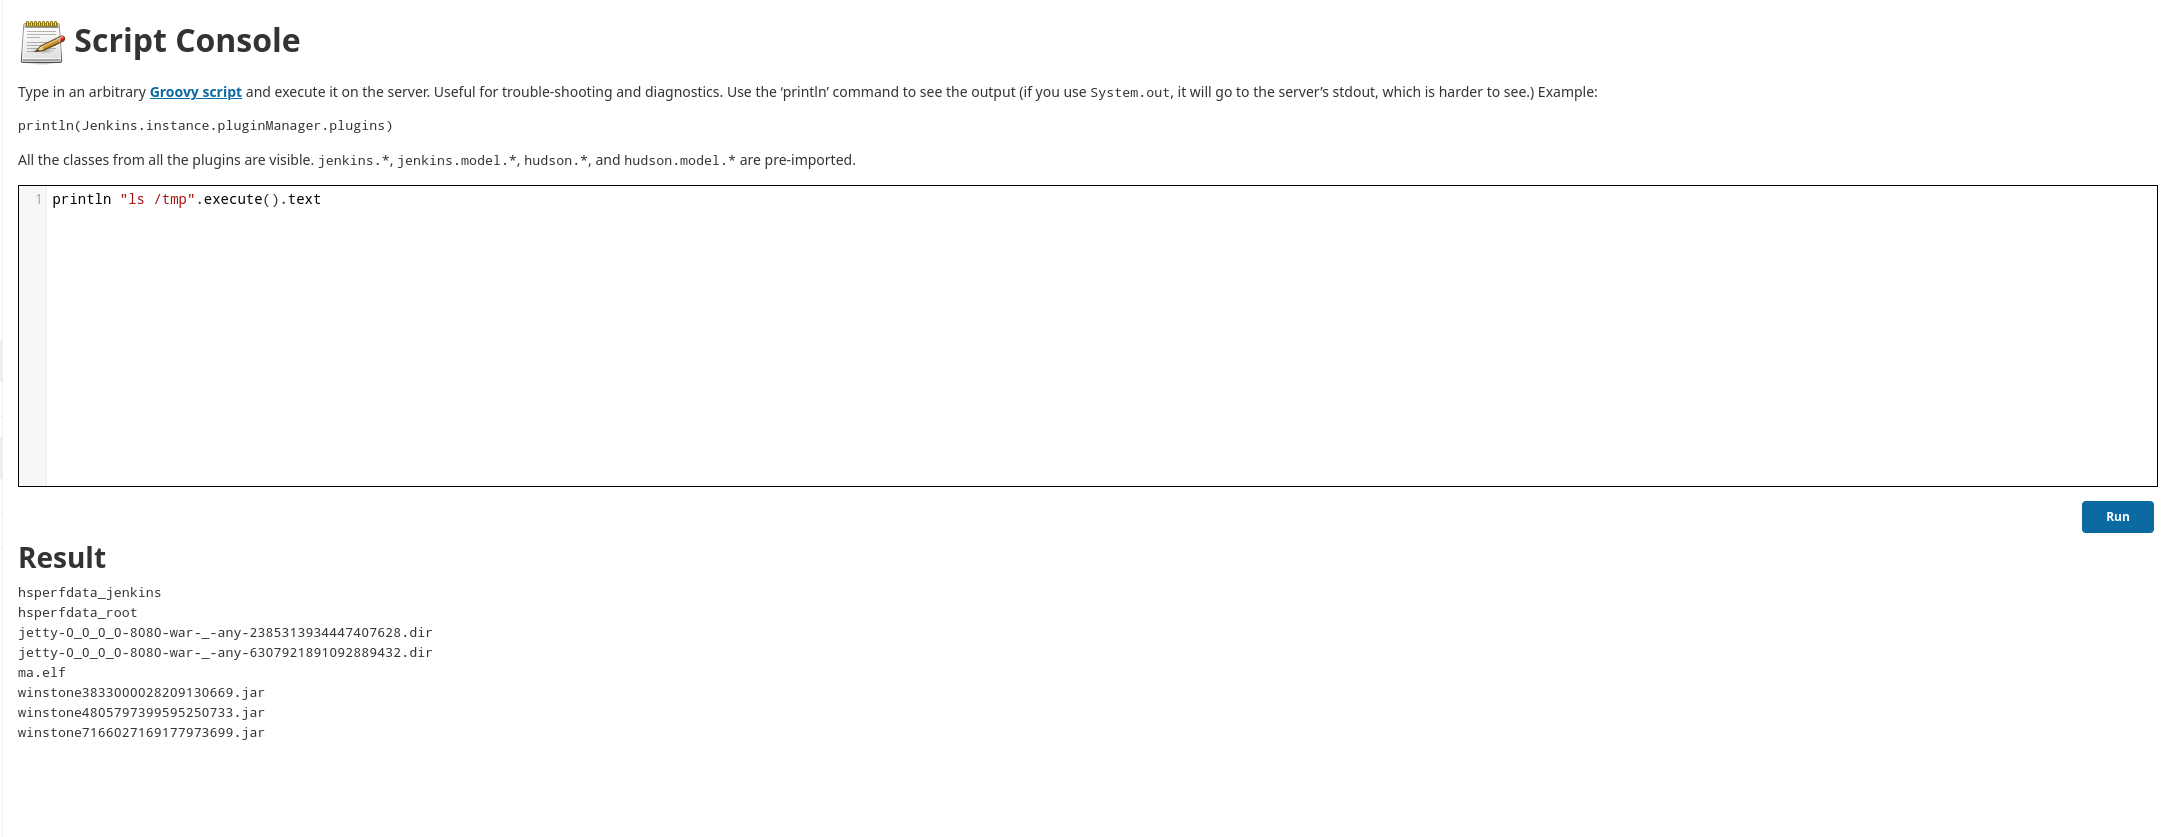 Script Console
Type in an arbitrary Groovy script and execute it on the server. Useful for trouble-shooting and diagnostics. Use the ‘println’ command to see the output (if you use System.out, it will go to the server’s stdout, which is harder to see.) Example:
println(Jenkins.instance.pluginManager.plugins)
All the classes from all the plugins are visible. jenkins.*, jenkins.model.*, hudson.*, and hudson.model.* are pre-imported.
1 println "ls /tmp".execute().text
Run
Result
hsperfdata_jenkins
hsperfdata_root
jetty-0_0_0_0-8080-war-_-any-2385313934447407628.dir
jetty-0_0_0_0-8080-war-_-any-6307921891092889432.dir
ma.elf
winstone3833000028209130669.jar
winstone4805797399595250733.jar
winstone7166027169177973699.jar